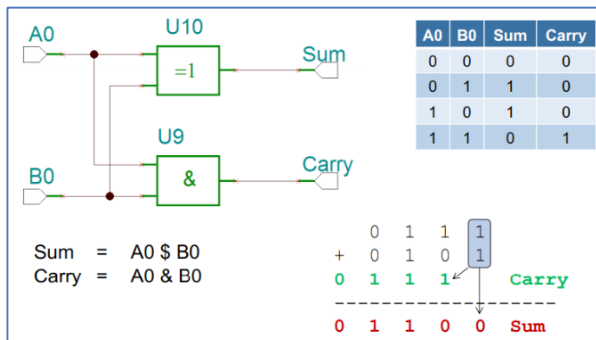 A0
U10
=1
Sum
U9
B0
&
Carry
A0 B0 Sum Carry
0 0 0 0
0 1 1 0
1 0 1 0
1 1 0 1
Sum = A0 $ B0
Carry = A0 & B0
0 1 1 1
+ 0 1 0 1
0 1 1 1 Carry
0 1 1 0 0 Sum